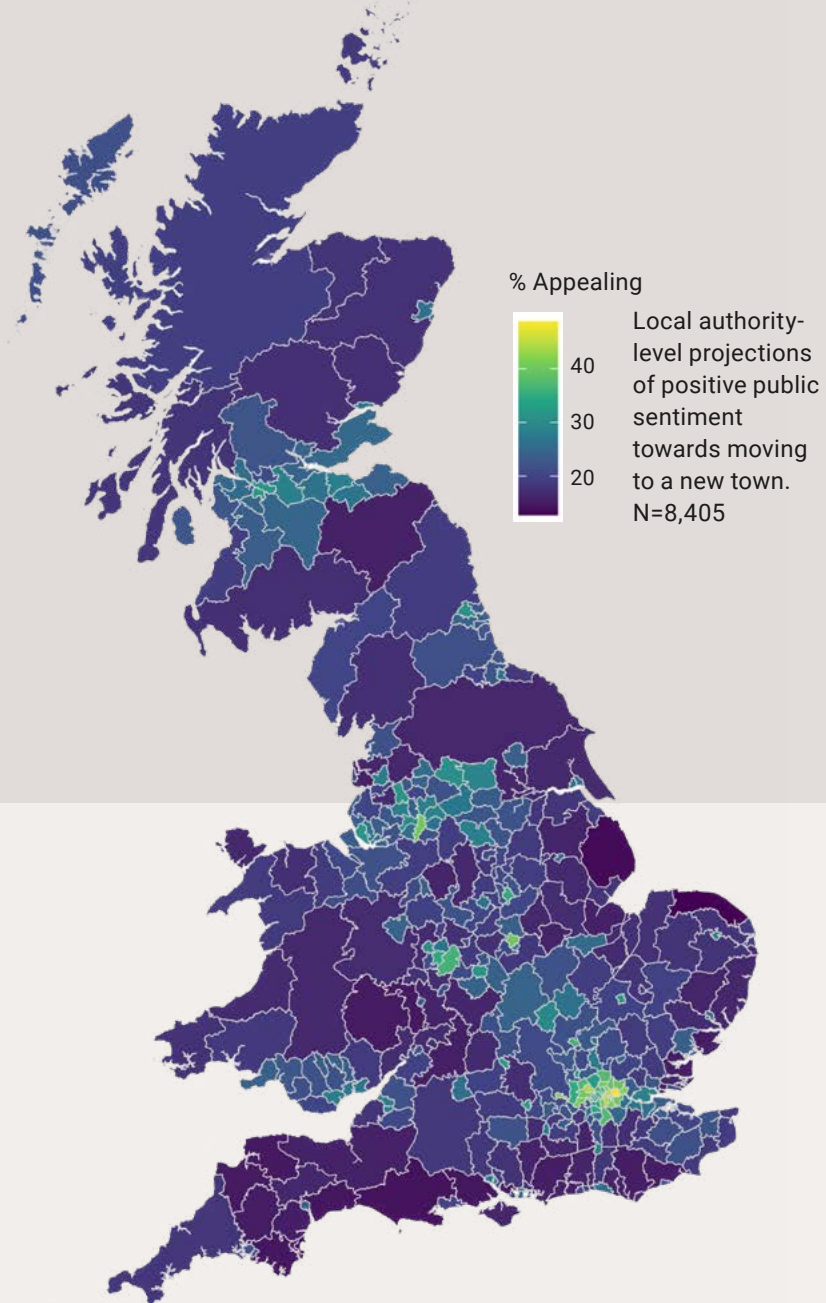 % Appealing
40
30
20
Local authority-
level projections
of positive public
sentiment
towards moving
to a new town.
N=8,405